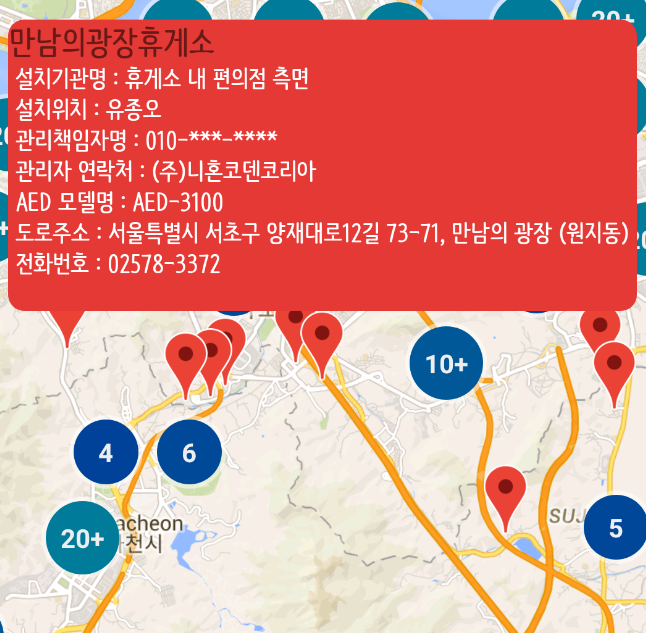 20+
만남의광장휴게소
설치기관명 : 휴게소 내 편의점 측면
설치위치 : 유종오
관리책임자명 : 010-***-****
관리자 연락처 : (주)니혼코덴코리아
AED 모델명 : AED-3100
도로주소 : 서울특별시 서초구 양재대로12길 73-71, 만남의 광장 (원지동)
전화번호 : 02578-3372
10+
4
6
20+
acheon
천시
SUJ
5